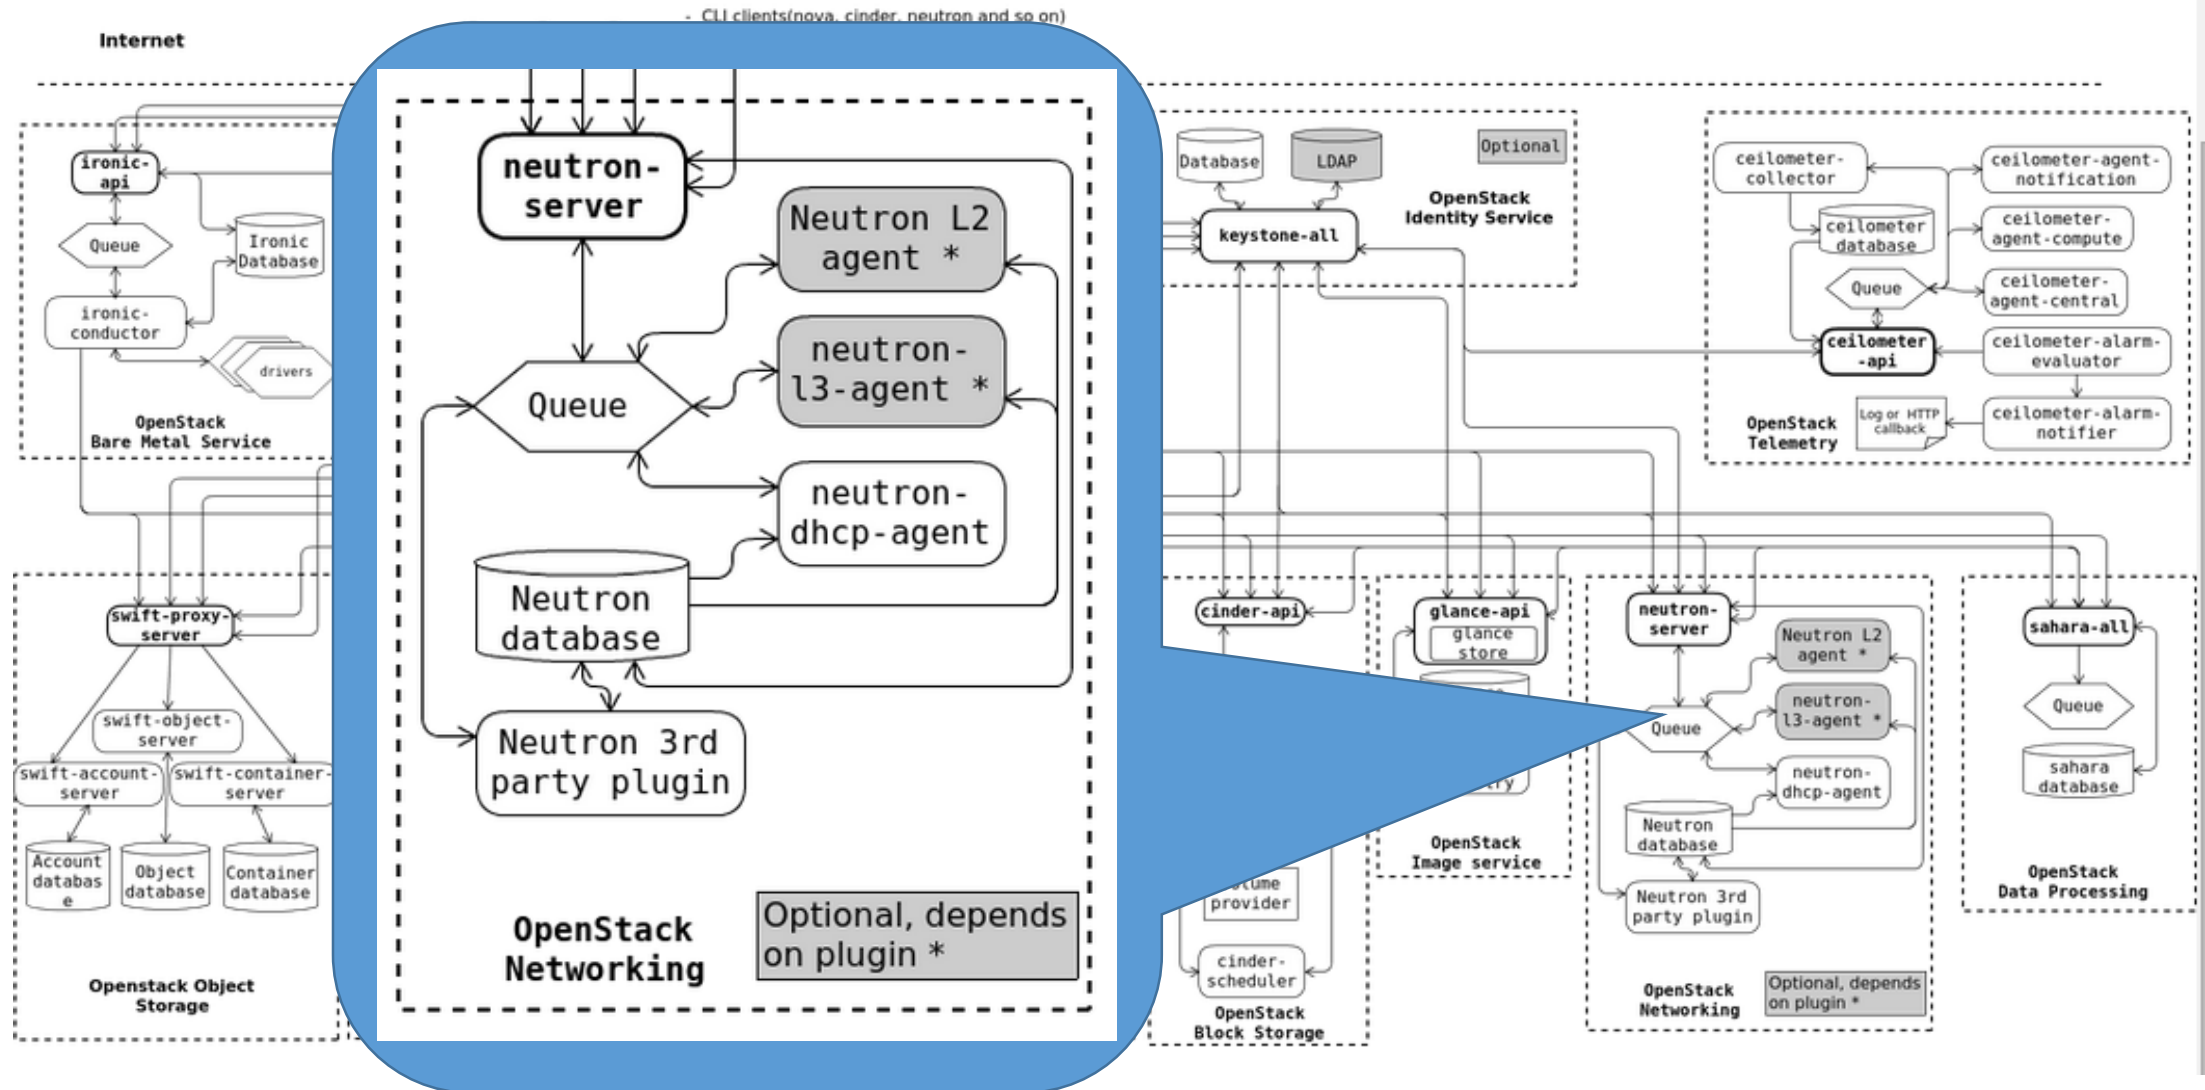 - CLI clients(nova, cinder, neutron and so on)
Internet
ironic-
api
Queue
Ironic
Database
ironic-
conductor
drivers
OpenStack
Bare Metal Service
swift-proxy-
server
swift-object-
server
swift-account-
server
swift-container-
server
Account
databas
e
Object
database
Container
database
Openstack Object
Storage
neutron-
server
Neutron L2
agent *
neutron-
l3-agent *
Queue
neutron-
dhcp-agent
Neutron
database
Neutron 3rd
party plugin
OpenStack
Networking
Optional, depends
on plugin *
Database
LDAP
Optional
OpenStack
Identity Service
keystone-all
ceilometer-
collector
ceilometer-agent-
notification
ceilometer
database
ceilometer-
agent-compute
Queue
ceilometer-
agent-central
ceilometer
-api
ceilometer-alarm-
evaluator
Log or HTTP
callback
ceilometer-alarm-
notifier
OpenStack
Telemetry
cinder-api
provider
cinder-
scheduler
OpenStack
Block Storage
glance-api
glance
store
OpenStack
Image service
neutron-
server
Neutron L2
agent *
neutron-
l3-agent *
Queue
neutron-
dhcp-agent
Neutron
database
Neutron 3rd
party plugin
OpenStack
Networking
Optional, depends
on plugin *
sahara-all
Queue
sahara
database
OpenStack
Data Processing